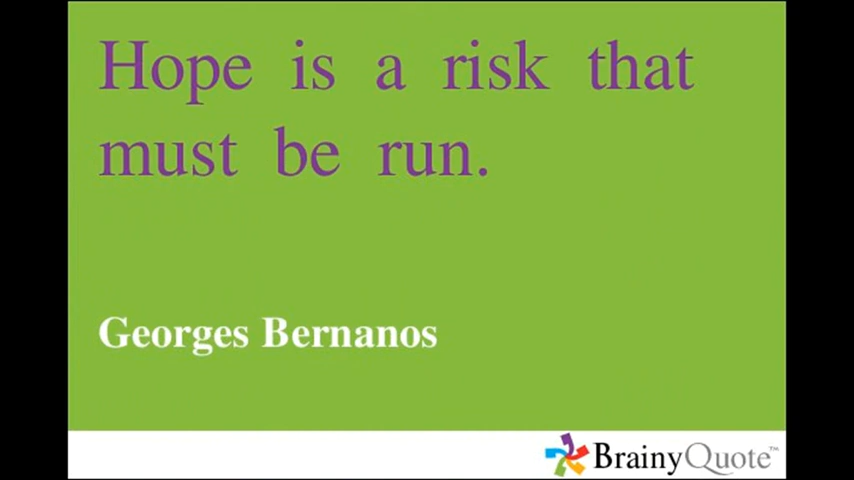 Hope is a risk that
must be run.
Georges Bernanos
BrainyQuote™